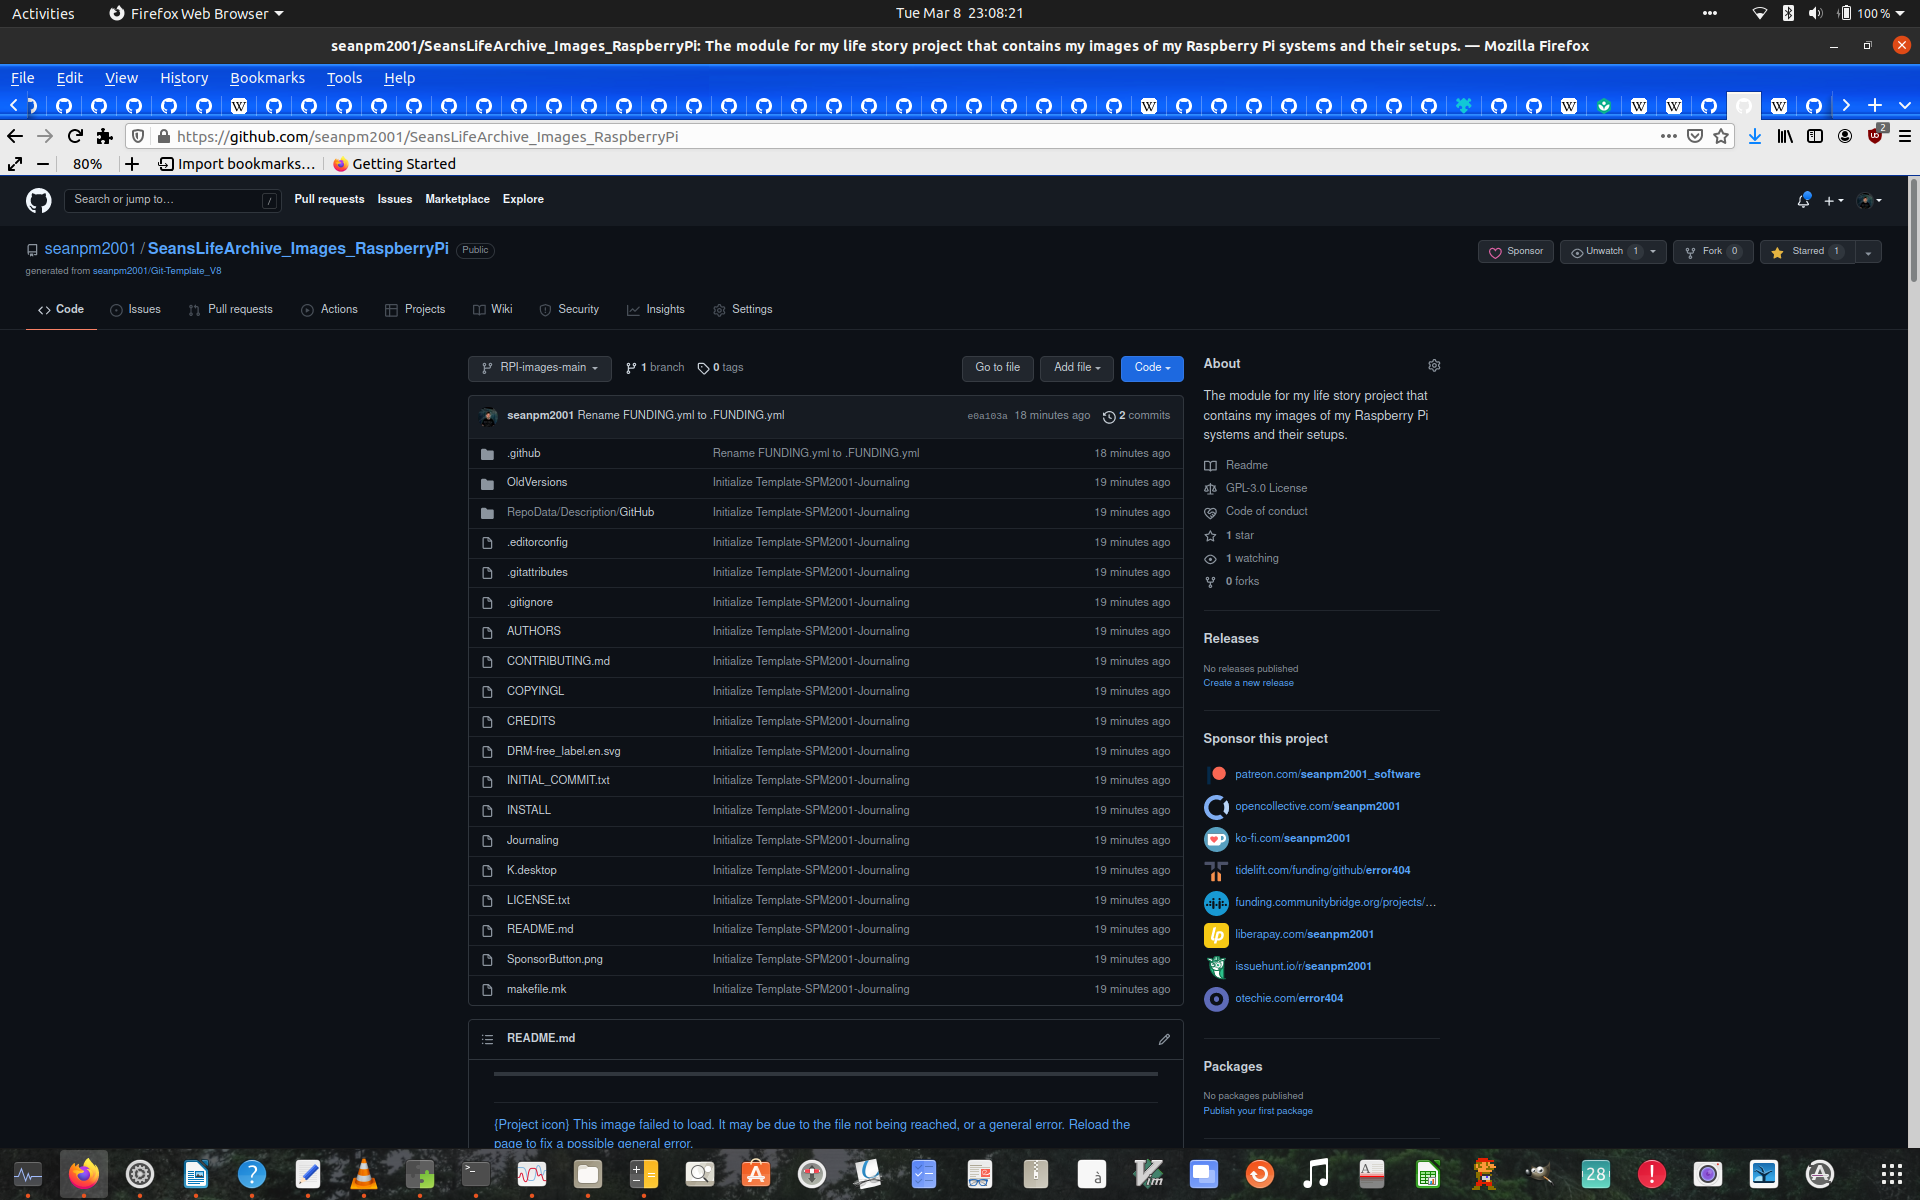 Activities Firefox Web Browser Tue Mar 8 23:08:21 100 %
seanpm2001/SeansLifeArchive_Images_RaspberryPi: The module for my life story project that contains my images of my Raspberry Pi systems and their setups. — Mozilla Firefox
File Edit View History Bookmarks Tools Help
https://github.com/seanpm2001/SeansLifeArchive_Images_RaspberryPi 2
80% Import bookmarks… Getting Started
Search or jump to… / Pull requests Issues Marketplace Explore
seanpm2001 / SeansLifeArchive_Images_RaspberryPi Public
Sponsor Unwatch 1 Fork 0 Starred 1
generated from seanpm2001/Git-Template_V8
Code Issues Pull requests Actions Projects Wiki Security Insights Settings
RPI-images-main 1 branch 0 tags Go to file Add file Code
seanpm2001 Rename FUNDING.yml to .FUNDING.yml e0a103a 18 minutes ago 2 commits
.github Rename FUNDING.yml to .FUNDING.yml 18 minutes ago
OldVersions Initialize Template-SPM2001-Journaling 19 minutes ago
RepoData/Description/GitHub Initialize Template-SPM2001-Journaling 19 minutes ago
.editorconfig Initialize Template-SPM2001-Journaling 19 minutes ago
.gitattributes Initialize Template-SPM2001-Journaling 19 minutes ago
.gitignore Initialize Template-SPM2001-Journaling 19 minutes ago
AUTHORS Initialize Template-SPM2001-Journaling 19 minutes ago
CONTRIBUTING.md Initialize Template-SPM2001-Journaling 19 minutes ago
COPYINGL Initialize Template-SPM2001-Journaling 19 minutes ago
CREDITS Initialize Template-SPM2001-Journaling 19 minutes ago
DRM-free_label.en.svg Initialize Template-SPM2001-Journaling 19 minutes ago
INITIAL_COMMIT.txt Initialize Template-SPM2001-Journaling 19 minutes ago
INSTALL Initialize Template-SPM2001-Journaling 19 minutes ago
Journaling Initialize Template-SPM2001-Journaling 19 minutes ago
K.desktop Initialize Template-SPM2001-Journaling 19 minutes ago
LICENSE.txt Initialize Template-SPM2001-Journaling 19 minutes ago
README.md Initialize Template-SPM2001-Journaling 19 minutes ago
SponsorButton.png Initialize Template-SPM2001-Journaling 19 minutes ago
makefile.mk Initialize Template-SPM2001-Journaling 19 minutes ago
README.md
{Project icon} This image failed to load. It may be due to the file not being reached, or a general error. Reload the
page to fix a possible general error.
About
The module for my life story project that
contains my images of my Raspberry Pi
systems and their setups.
Readme
GPL-3.0 License
Code of conduct
1 star
1 watching
0 forks
Releases
No releases published
Create a new release
Sponsor this project
patreon.com/seanpm2001_software
opencollective.com/seanpm2001
ko-fi.com/seanpm2001
tidelift.com/funding/github/error404
funding.communitybridge.org/projects/…
liberapay.com/seanpm2001
issuehunt.io/r/seanpm2001
otechie.com/error404
Packages
No packages published
Publish your first package
28